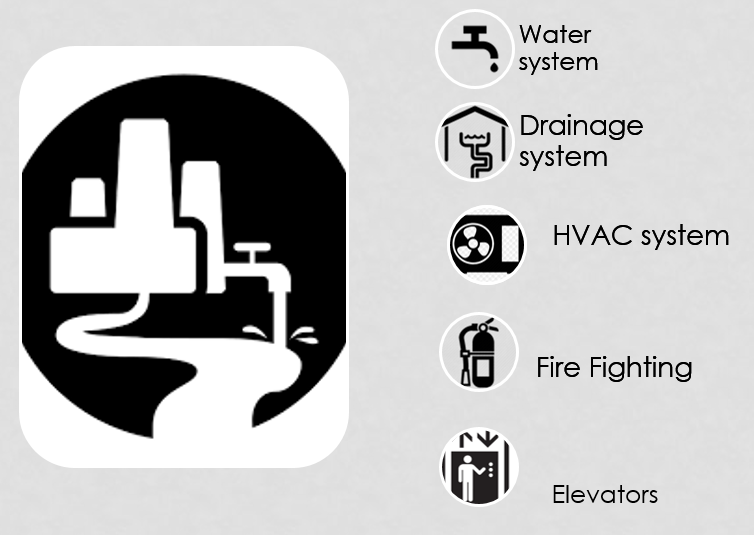 Water
system
Drainage
system
HVAC system
Fire Fighting
Elevators